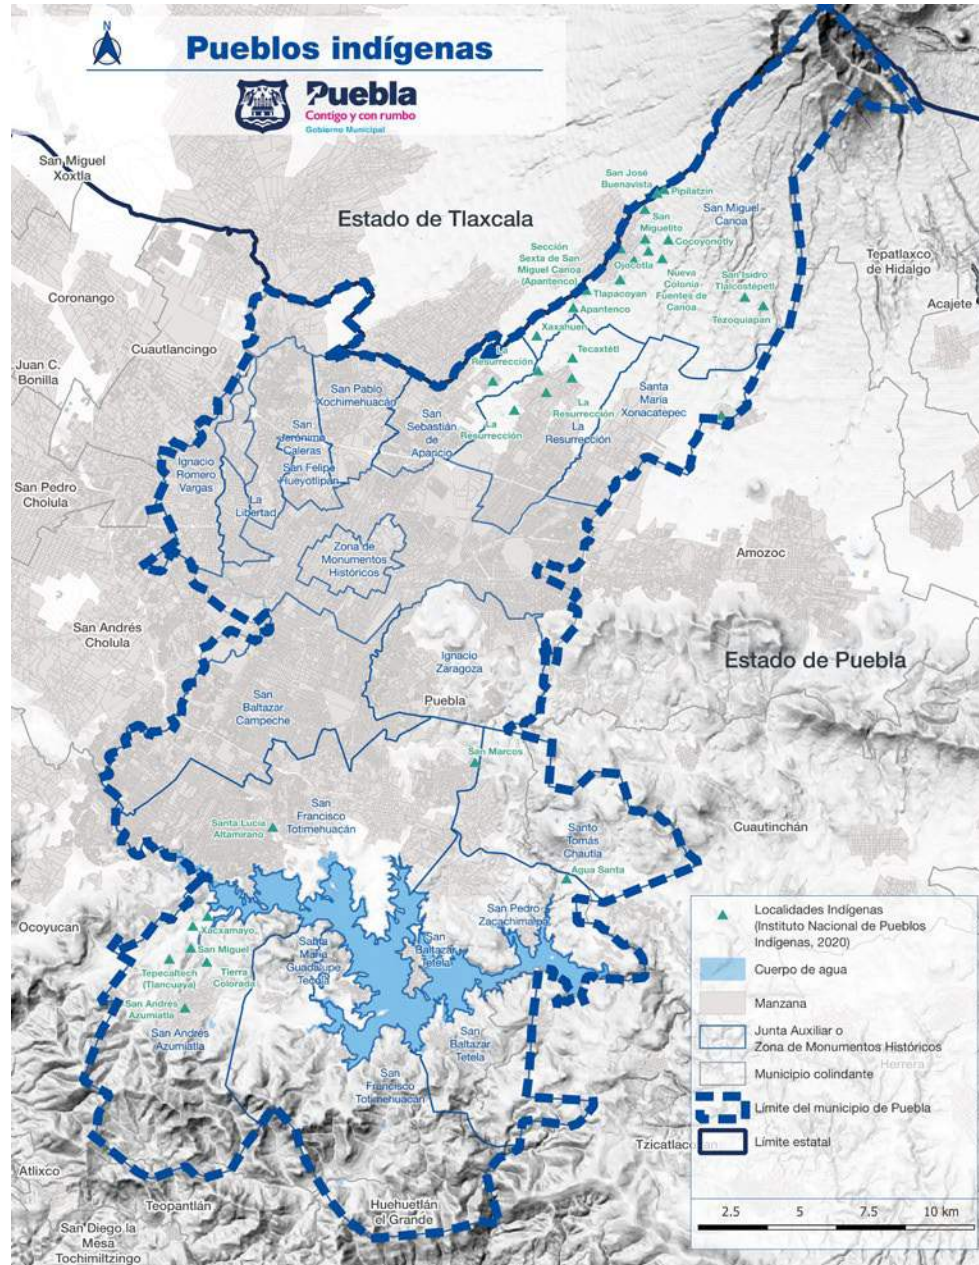 N
Pueblos indígenas
Puebla
Contigo y con rumbo
Gobierno Municipal
San Miguel
Xoxtla
Estado de Tlaxcala
San José
Buenavista
Pipilatzin
San Miguel
Canoa
San
Miguelito
Cocoyonotly
Sección
Sexta de San
Miguel Canoa
(Apantenco)
Ojocotla
Nueva
Colonia
Fuentes de
Canoa
San Isidro
Tlalcostepetl
Tezoquiapan
Tepatlaxco
de Hidalgo
Acajete
Tlapacoyan
Apantenco
Xaxahuen
Tecaxtétl
Coronango
Cuautlancingo
Juan C.
Bonilla
La
Resurrección
La
Resurrección
La
Resurrección
La
Resurrección
San Pablo
Xochimehuacán
San
Sebastián
de
Aparicio
Santa
María
Xonacatepec
San
Jerónimo
Caleras
San Felipe
Hueyotlipan
Ignacio
Romero
Vargas
La
Libertad
San Pedro
Cholula
Zona de
Monumentos
Históricos
Amozoc
San Andrés
Cholula
Ignacio
Zaragoza
Estado de Puebla
Puebla
San
Baltazar
Campeche
San Marcos
San
Francisco
Totimehuacán
Santa Lucía
Altamirano
Santo
Tomás
Chautla
Cuautinchán
Agua Santa
Ocoyucan
San Pedro
Zacachimalpa
Xacxamayo
San Miguel
Tepecaltech
(Tlancuaya)
Tierra
Colorada
San Andrés
Azumiatla
San Andrés
Azumiatla
Santa
María
Guadalupe
Tecola
San
Baltazar
Tetela
San
Baltazar
Tetela
San
Francisco
Totimehuacán
Atlixco
Teopantlán
Huehuetlán
el Grande
San Diego la
Mesa
Tochimiltzingo
Localidades Indígenas
(Instituto Nacional de Pueblos
Indígenas, 2020)
Cuerpo de agua
Manzana
Junta Auxiliar o
Zona de Monumentos Históricos
Herrera
Municipio colindante
Límite del municipio de Puebla
Límite estatal
2.5 5 7.5 10 km